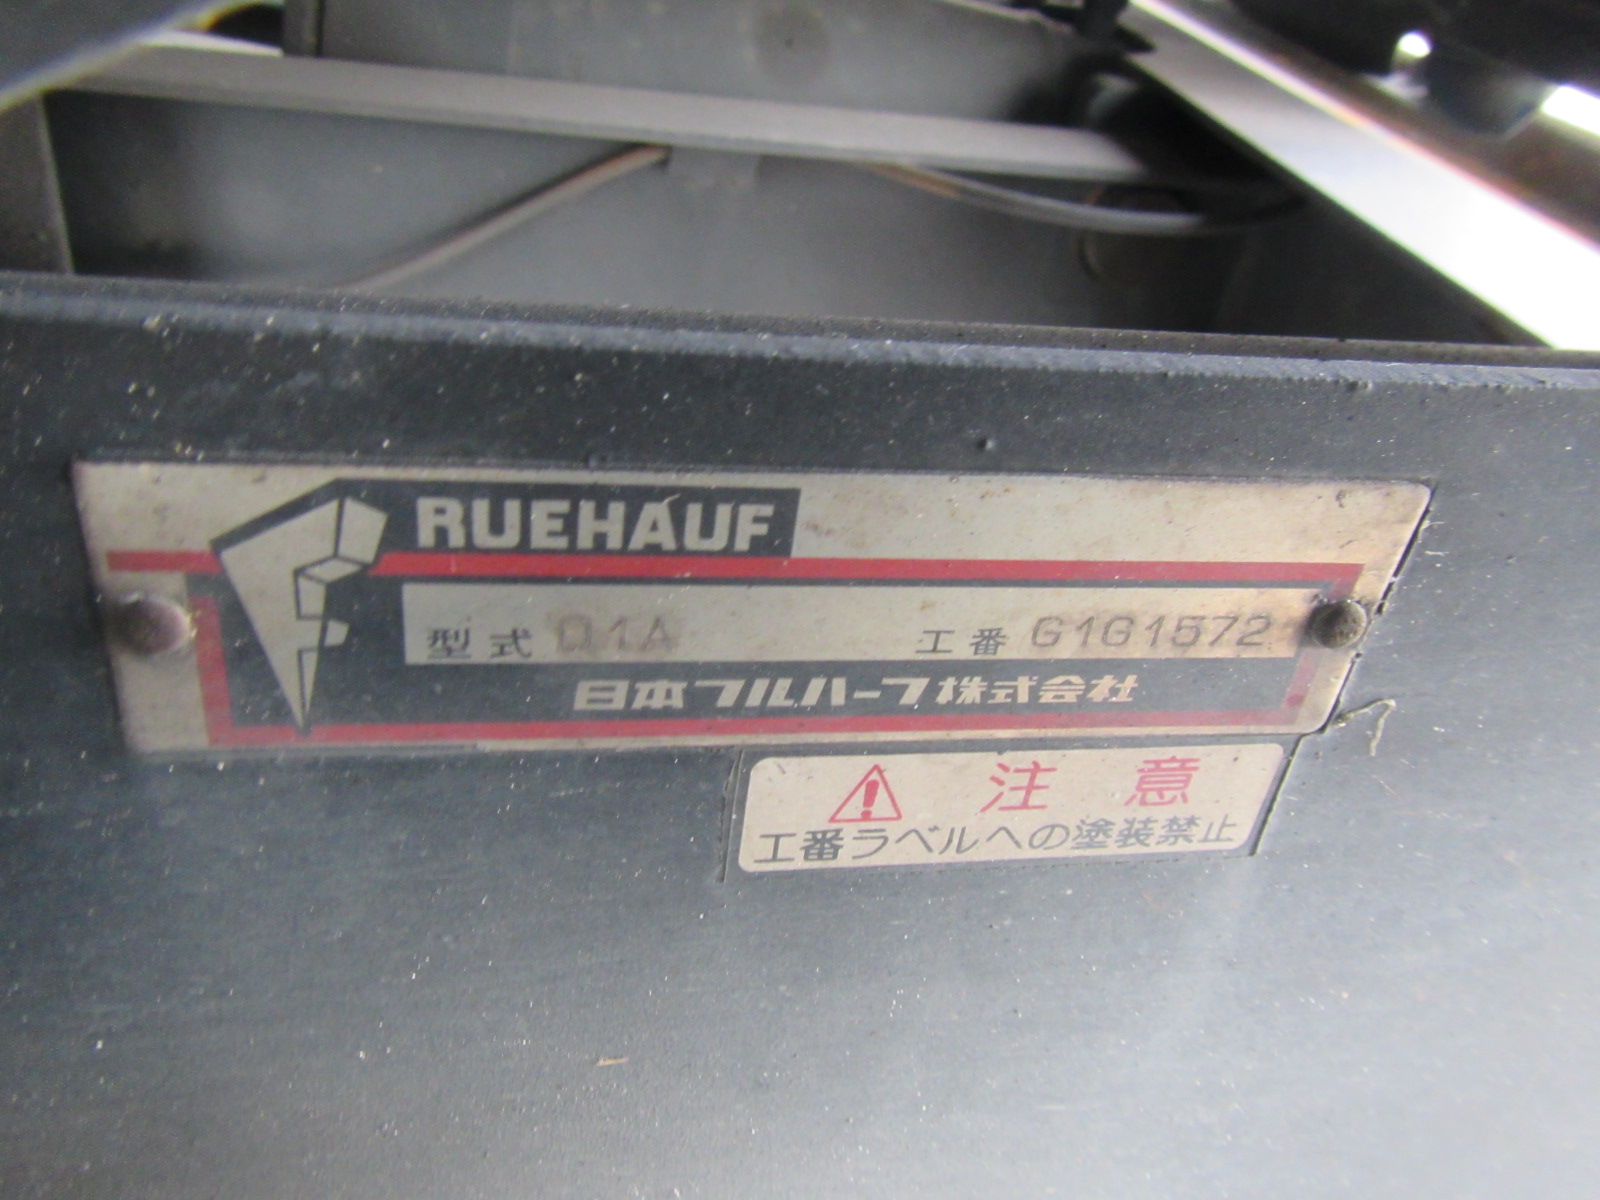 FRUEHAUF
型式 D1A 工番 G1G1572
日本フルハーフ株式会社
注意
工番ラベルへの塗装禁止